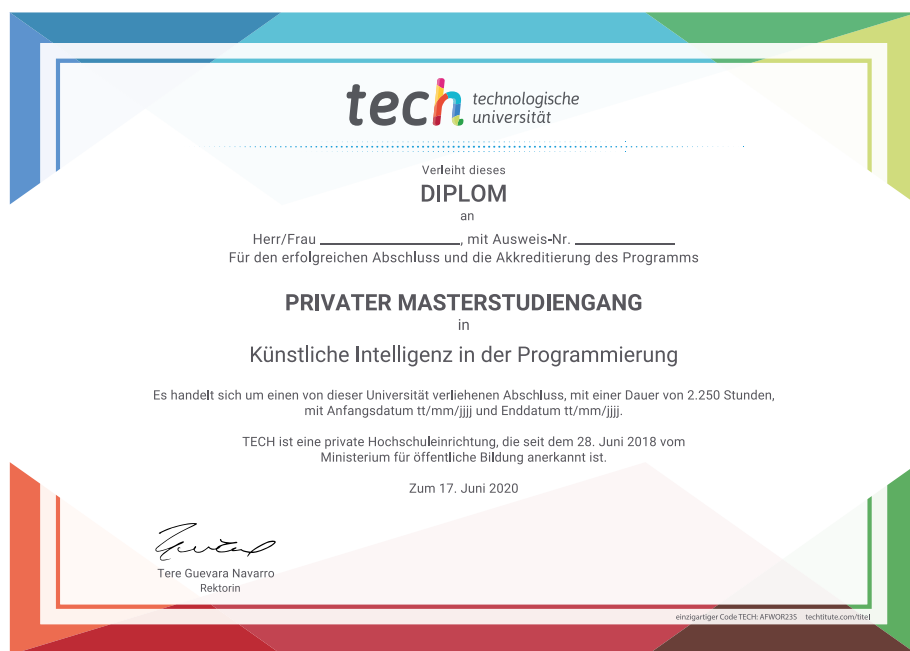 tech technologische
universität
Verleiht dieses
DIPLOM
an
Herr/Frau ____________________, mit Ausweis-Nr. ______________
Für den erfolgreichen Abschluss und die Akkreditierung des Programms
PRIVATER MASTERSTUDIENGANG
in
Künstliche Intelligenz in der Programmierung
Es handelt sich um einen von dieser Universität verliehenen Abschluss, mit einer Dauer von 2.250 Stunden,
mit Anfangsdatum tt/mm/jjjj und Enddatum tt/mm/jjjj.
TECH ist eine private Hochschuleinrichtung, die seit dem 28. Juni 2018 vom
Ministerium für öffentliche Bildung anerkannt ist.
Zum 17. Juni 2020
Tere Guevara Navarro
Rektorin
einzigartiger Code TECH: AFWOR23S techtitute.com/titel